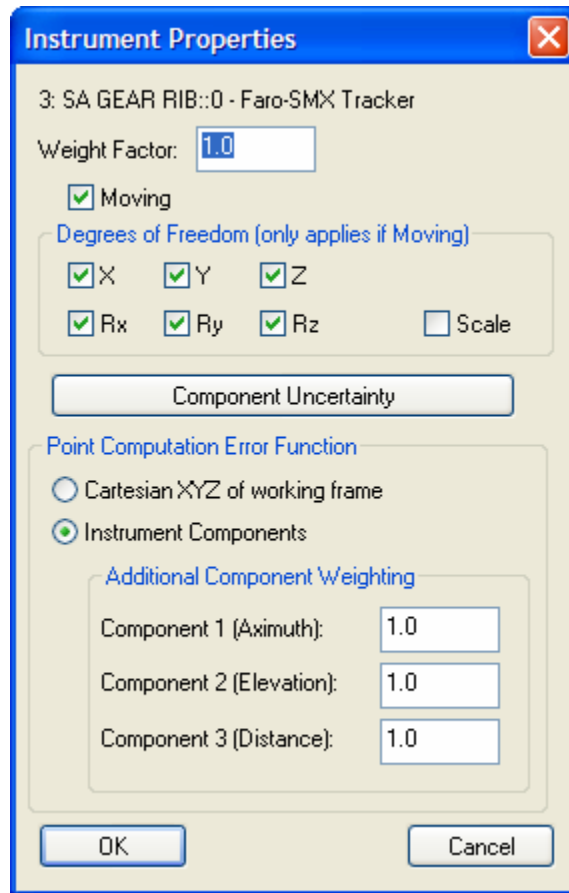 Instrument Properties
3: SA GEAR RIB::0 - Faro-SMX Tracker
Weight Factor: 1.0
Moving
Degrees of Freedom (only applies if Moving)
X Y Z
Rx Ry Rz Scale
Component Uncertainty
Point Computation Error Function
Cartesian XYZ of working frame
Instrument Components
Additional Component Weighting
Component 1 (Aximuth): 1.0
Component 2 (Elevation): 1.0
Component 3 (Distance): 1.0
OK Cancel